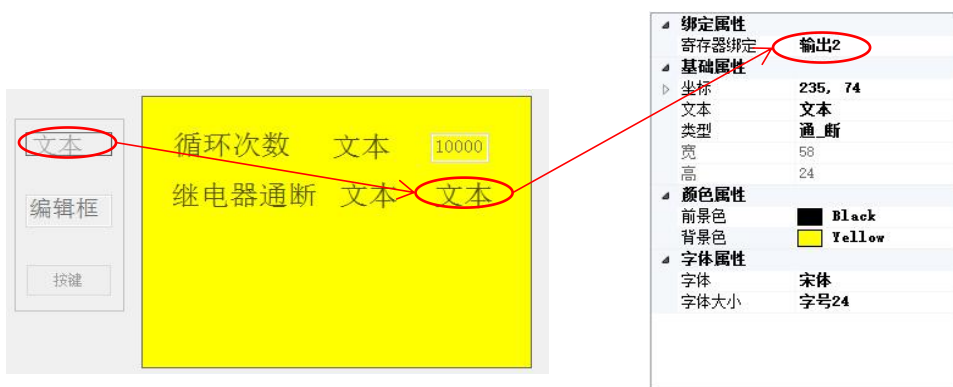 文本
编辑框
按键
循环次数 文本 10000
继电器通断 文本 文本
绑定属性
寄存器绑定 输出2
基础属性
坐标 235, 74
文本 文本
类型 通_断
宽 58
高 24
颜色属性
前景色 Black
背景色 Yellow
字体属性
字体 宋体
字体大小 字号24